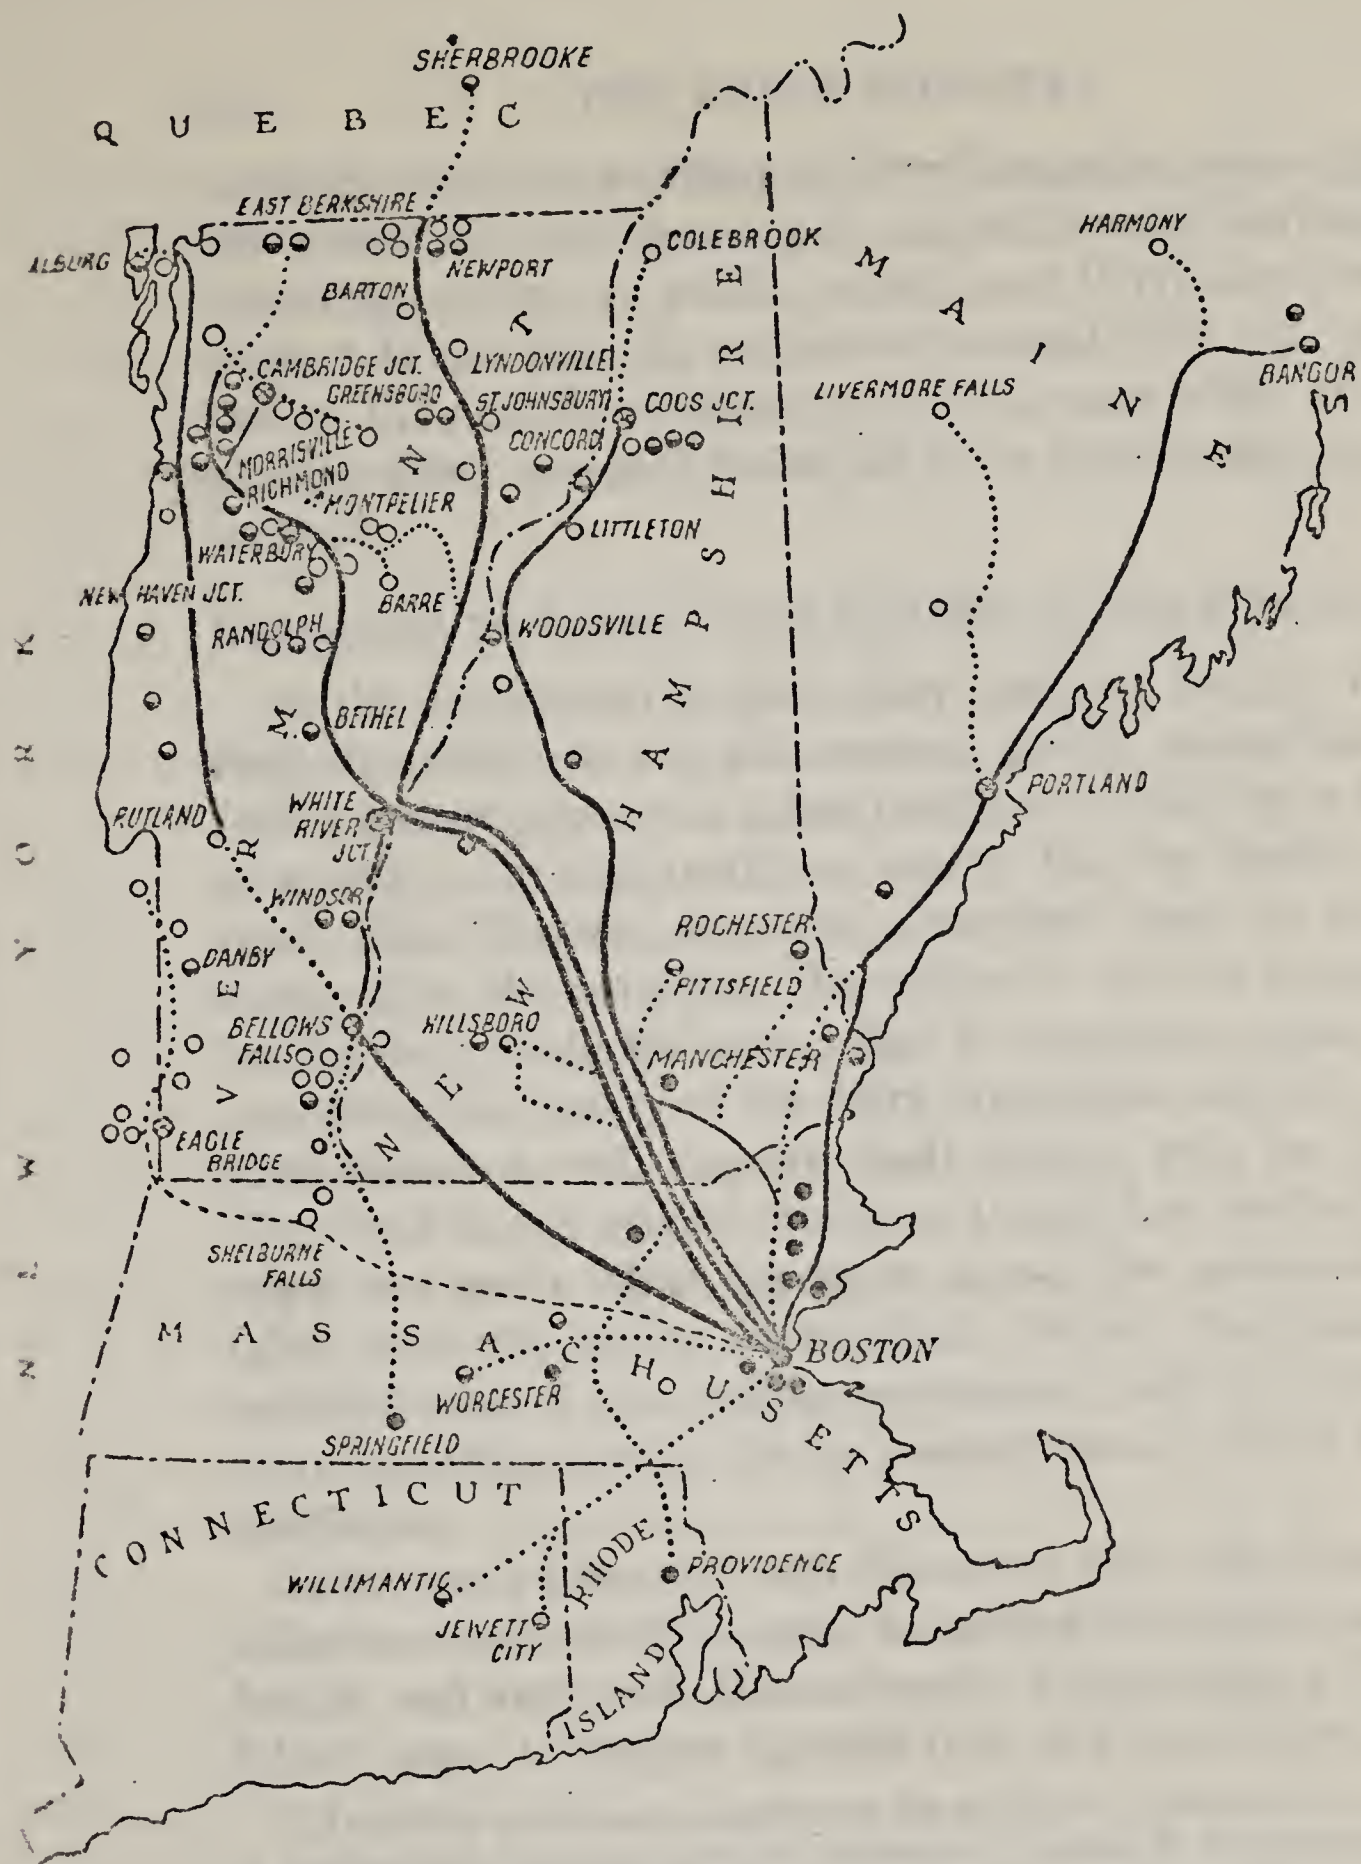 SHERBROOKE
QUEBEC
EAST BERKSHIRE
ALBURG
NEWPORT
COLEBROOK
HARMONY
BARTON
LYNDONVILLE
CAMBRIDGE JCT.
GREENSBORO
ST. JOHNSBURY
COOS JCT.
LIVERMORE FALLS
BANGOR
MAINE
CONCORD
MORRISVILLE
RICHMOND
MONTPELIER
LITTLETON
WATERBURY
NEW HAVEN JCT.
BARRE
RANDOLPH
WOODSVILLE
BETHEL
RUTLAND
WHITE
RIVER
JCT.
PORTLAND
WINDSOR
ROCHESTER
DANBY
PITTSFIELD
BELLOWS
FALLS
HILLSBORO
MANCHESTER
VERMONT
NEW HAMPSHIRE
NEW YORK
EAGLE
BRIDGE
SHELBURNE
FALLS
MASSACHOUSETTS
BOSTON
WORCESTER
SPRINGFIELD
CONNECTICUT
WILLIMANTIC
JEWETT
CITY
RHODE
ISLAND
PROVIDENCE